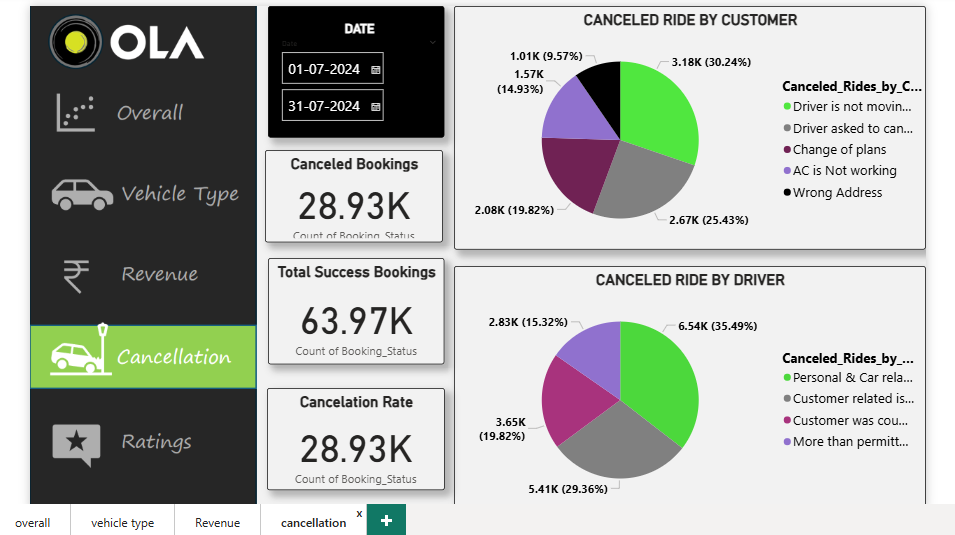 OLA
Overall
Vehicle Type
Revenue
Cancellation
Ratings
DATE
Date
01-07-2024
31-07-2024
Canceled Bookings
28.93K
Count of Booking_Status
Total Success Bookings
63.97K
Count of Booking_Status
Cancelation Rate
28.93K
Count of Booking_Status
CANCELED RIDE BY CUSTOMER
1.01K (9.57%)
3.18K (30.24%)
1.57K
(14.93%)
2.08K (19.82%)
2.67K (25.43%)
Canceled_Rides_by_C...
Driver is not movin...
Driver asked to can...
Change of plans
AC is Not working
Wrong Address
CANCELED RIDE BY DRIVER
2.83K (15.32%)
6.54K (35.49%)
3.65K
(19.82%)
5.41K (29.36%)
Canceled_Rides_by_...
Personal & Car rela...
Customer related is...
Customer was cou...
More than permitt...
overall
vehicle type
Revenue
cancellation
x
+